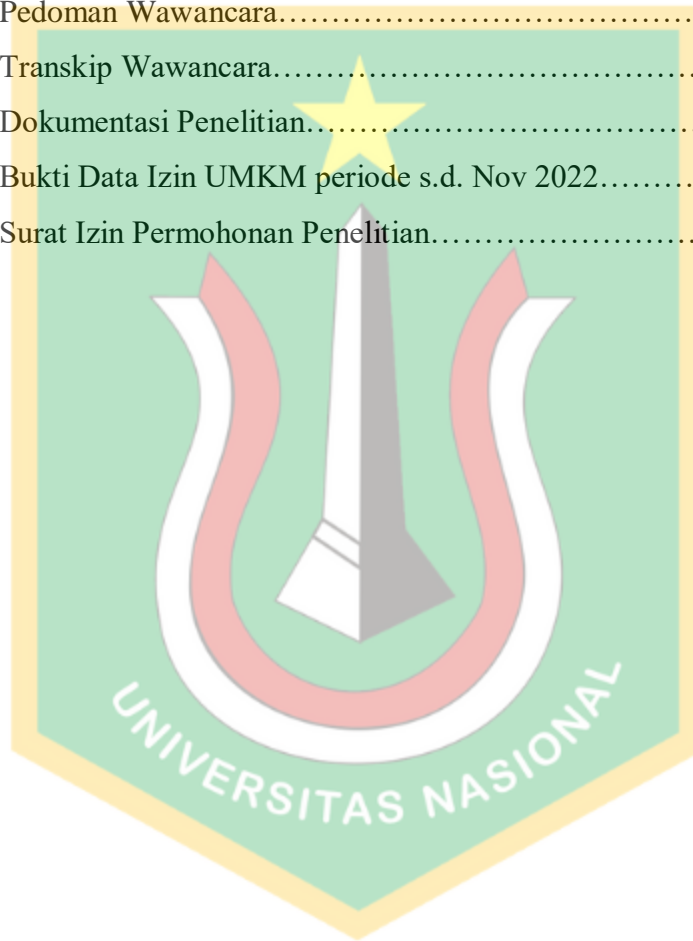 Pedoman Wawancara……………………………………
Transkip Wawancara……………………………………
Dokumentasi Penelitian…………………………………
Bukti Data Izin UMKM periode s.d. Nov 2022………
Surat Izin Permohonan Penelitian………………………
UNIVERSITAS NASIONAL